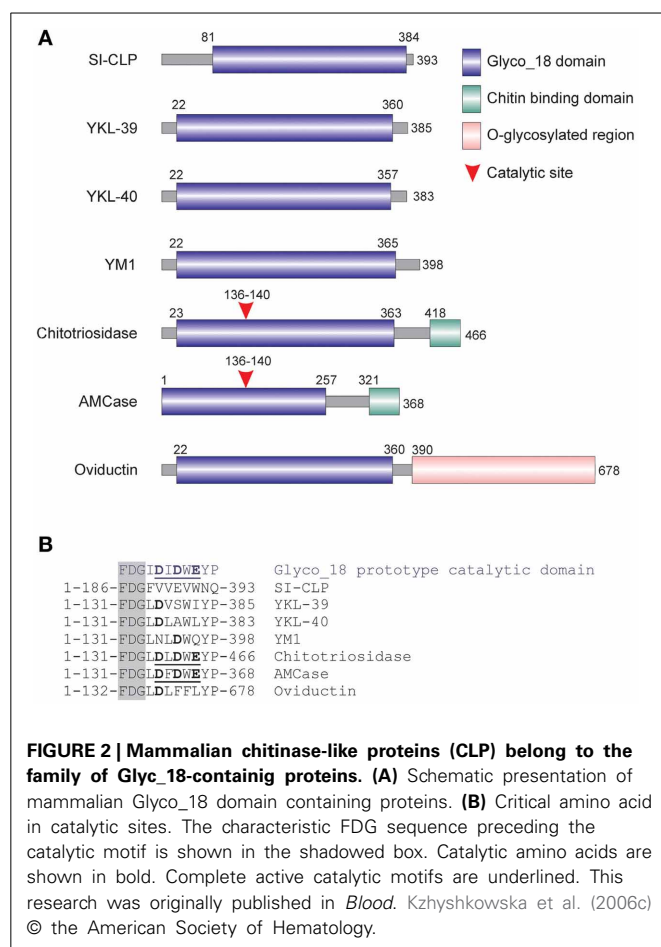 A
81
384
SI-CLP
393
Glyco_18 domain
Chitin binding domain
O-glycosylated region
Catalytic site
22
360
YKL-39
385
22
357
YKL-40
383
22
365
YM1
398
136-140
23
363
418
Chitotriosidase
466
136-140
1
257
321
AMCase
368
22
360
390
Oviductin
678
B
FDGIDIDWEYP Glyco_18 prototype catalytic domain
1-186-FDGFVVEVWNQ-393 SI-CLP
1-131-FDGLDVSWIYP-385 YKL-39
1-131-FDGLDLAWLYP-383 YKL-40
1-131-FDGLNLDWQYP-398 YM1
1-131-FDGLDLDWEYP-466 Chitotriosidase
1-131-FDGLDFDWEYP-368 AMCase
1-132-FDGLDLFFLYP-678 Oviductin
FIGURE 2 | Mammalian chitinase-like proteins (CLP) belong to the
family of Glyc_18-containig proteins. (A) Schematic presentation of
mammalian Glyco_18 domain containing proteins. (B) Critical amino acid
in catalytic sites. The characteristic FDG sequence preceding the
catalytic motif is shown in the shadowed box. Catalytic amino acids are
shown in bold. Complete active catalytic motifs are underlined. This
research was originally published in Blood. Kzhyshkowska et al. (2006c)
© the American Society of Hematology.